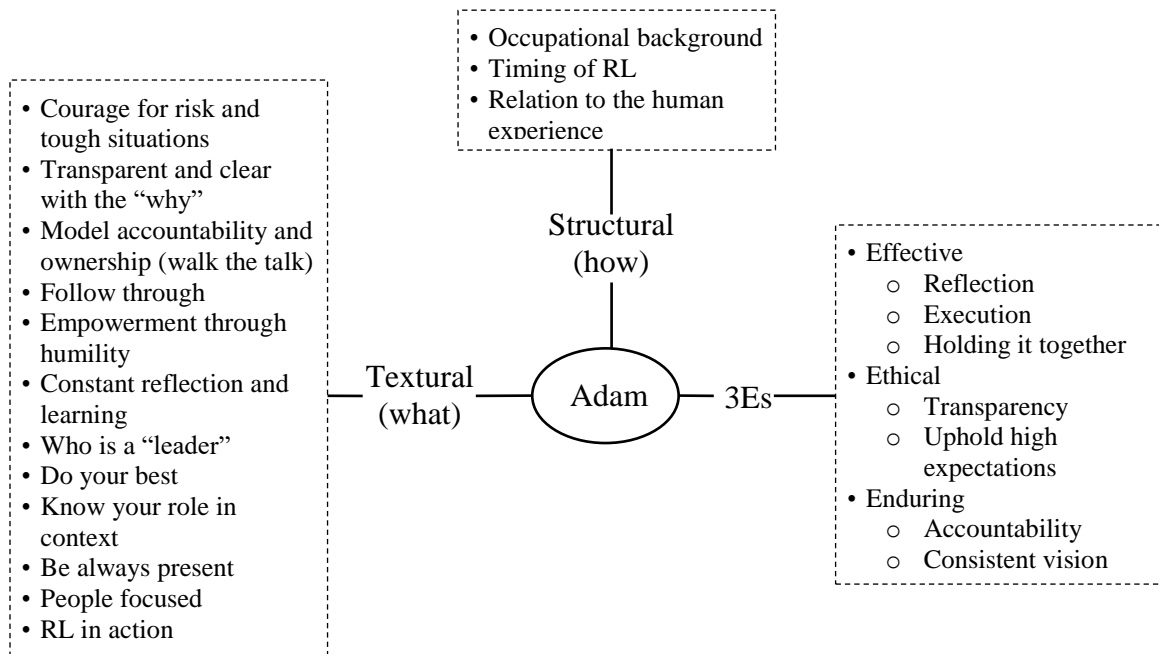 • Occupational background
• Timing of RL
• Relation to the human
experience
• Courage for risk and
tough situations
• Transparent and clear
with the “why”
• Model accountability and
ownership (walk the talk)
• Follow through
• Empowerment through
humility
• Constant reflection and
learning
• Who is a “leader”
• Do your best
• Know your role in
context
• Be always present
• People focused
• RL in action
Structural
(how)
Textural
(what)
Adam
3Es
• Effective
o Reflection
o Execution
o Holding it together
• Ethical
o Transparency
o Uphold high
expectations
• Enduring
o Accountability
o Consistent vision